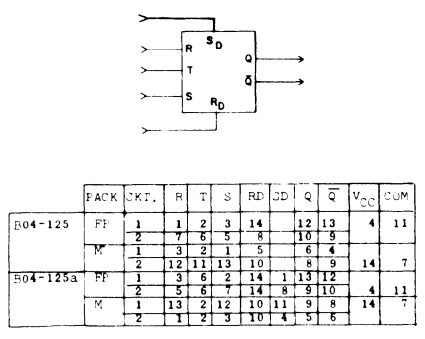 S D
R
T
S
R D
Q
Q̅
PACK CKT. R T S RD SD Q Q̅ VCC COM
B04-125 FP 1 1 2 3 14 12 13 4 11
2 7 6 5 8 10 9
M 1 3 2 1 5 6 4
2 12 11 13 10 8 9 14 7
B04-125a FP 1 3 6 2 14 1 13 12
2 5 6 7 14 8 9 10 4 11
M 1 13 2 12 10 11 9 8 14 7
2 1 2 3 10 4 5 6